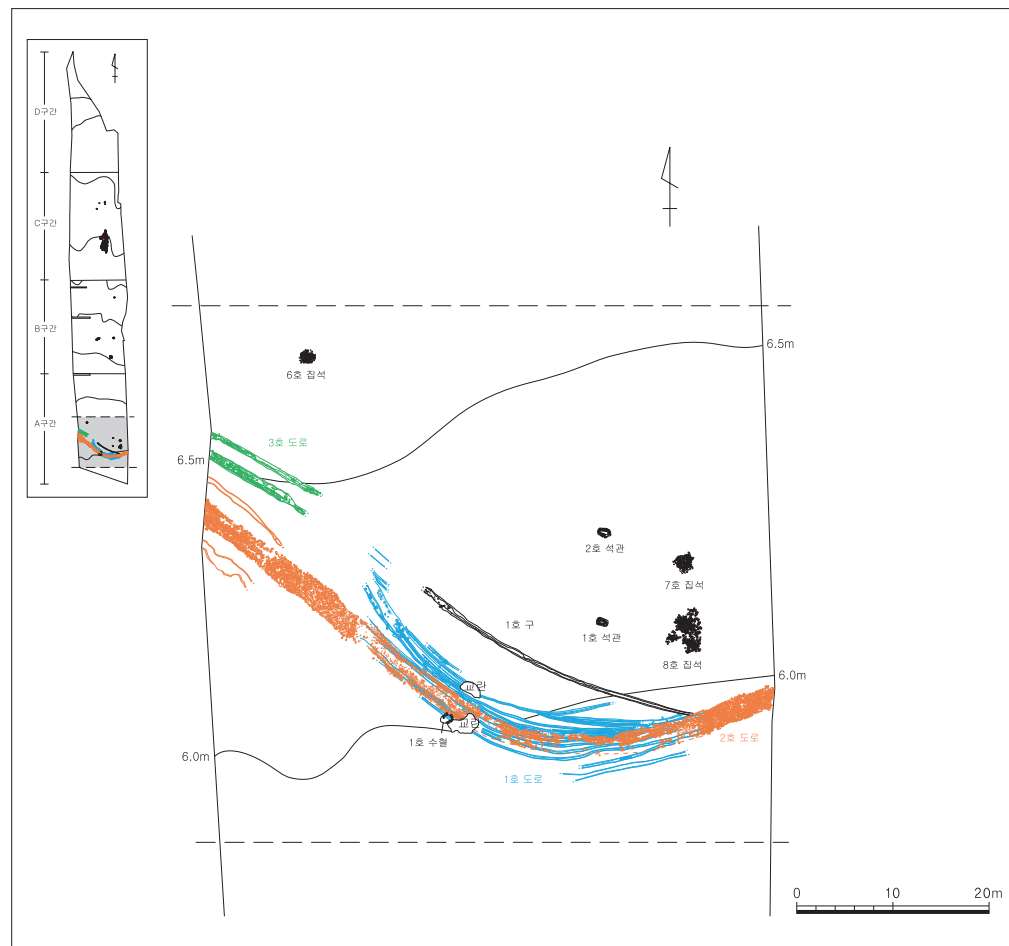 D구간
C구간
B구간
A구간
6.5m
6호 집석
3호 도로
6.5m
2호 석관
7호 집석
1호 구
1호 석관
8호 집석
6.0m
교란
교란
1호 수혈
2호 도로
6.0m
1호 도로
0 10 20m